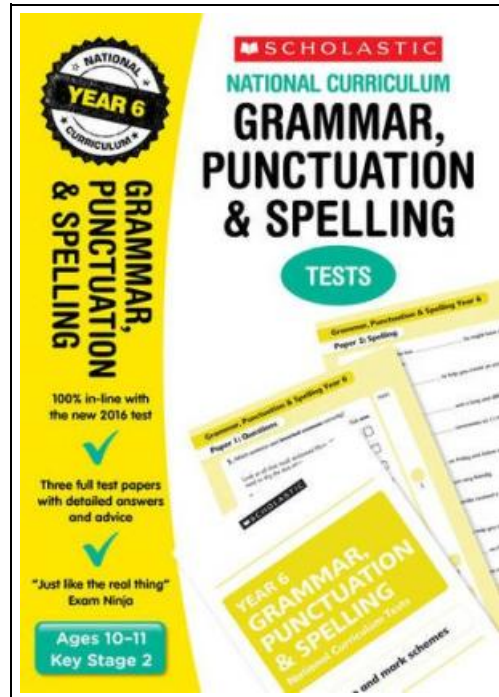 NATIONAL
YEAR 6
CURRICULUM
GRAMMAR,
PUNCTUATION
& SPELLING
100% in-line with
the new 2016 test
Three full test papers
with detailed answers
and advice
"Just like the real thing"
Exam Ninja
Ages 10–11
Key Stage 2
SCHOLASTIC
NATIONAL CURRICULUM
GRAMMAR,
PUNCTUATION
& SPELLING
TESTS
Grammar, Punctuation & Spelling Year 6
Paper 2: Spelling
Grammar, Punctuation & Spelling Year 6
Paper 1: Questions
SCHOLASTIC
YEAR 6
GRAMMAR,
PUNCTUATION
& SPELLING
National Curriculum Tests
and mark schemes